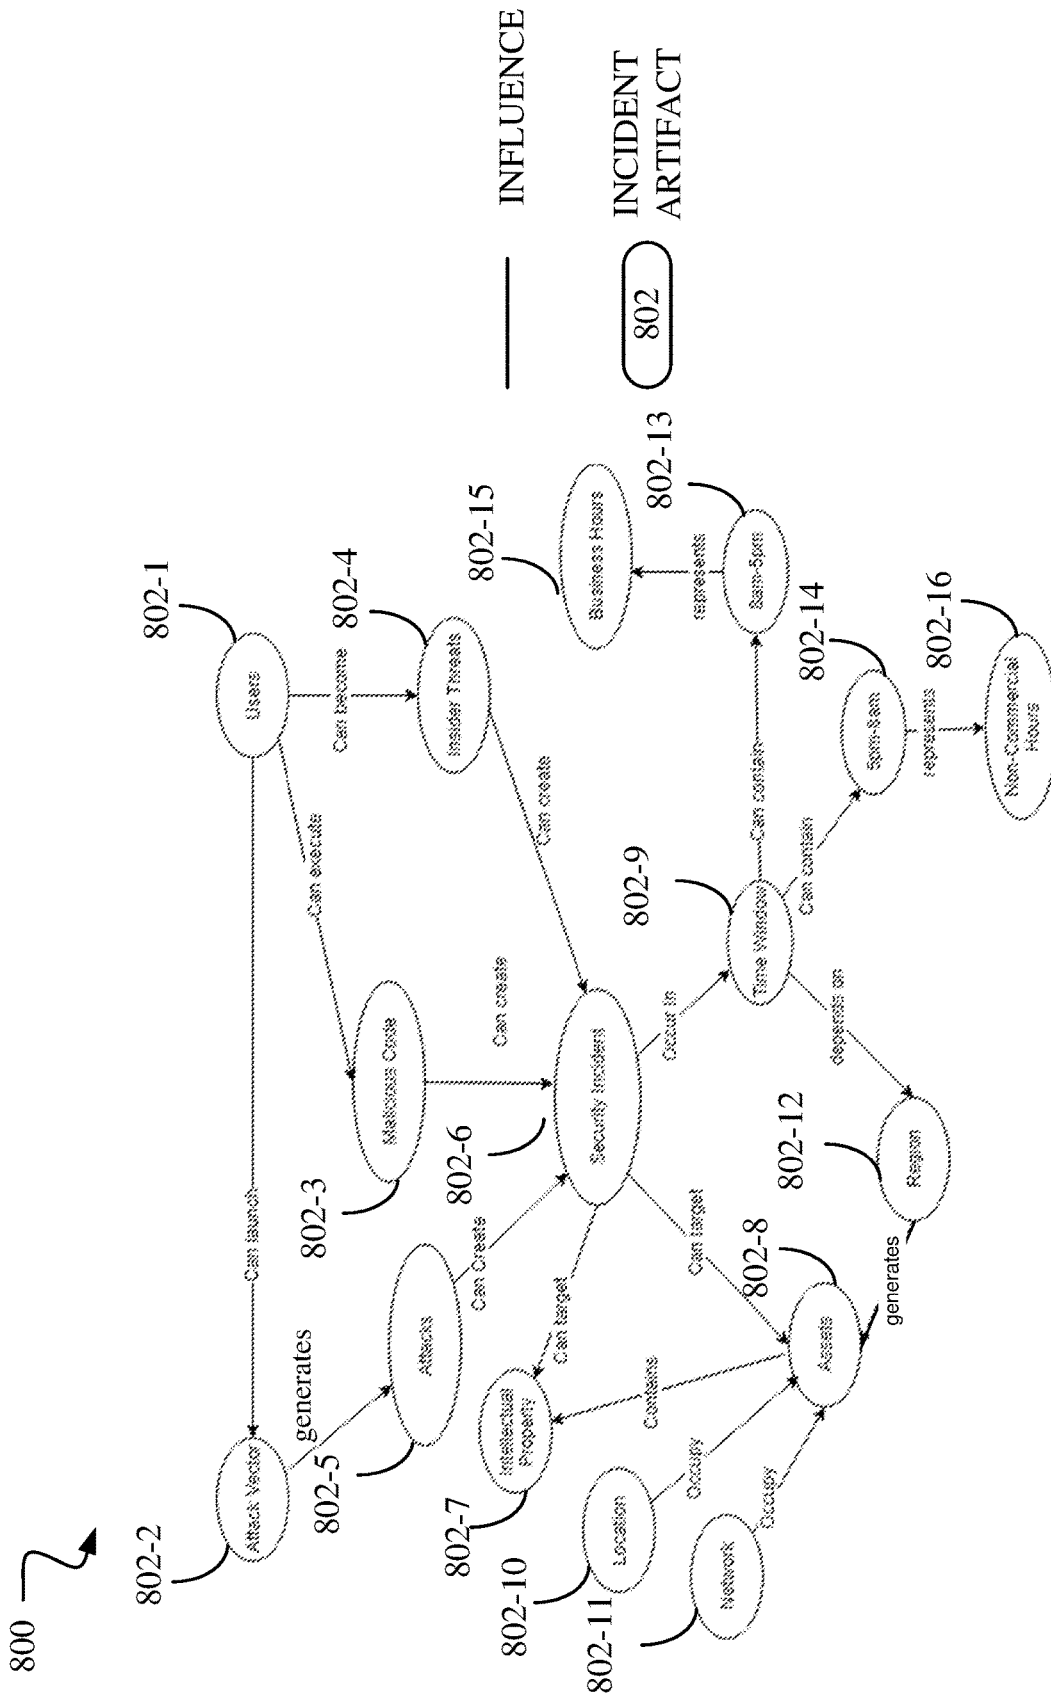 800
802-2
Attack Vector
Can launch
802-1
Users
generates
802-5
Attacks
802-3
Malicious Code
Can execute
Can become
802-4
Insider Threats
Can Create
802-6
Can create
Can create
802-7
Intellectual
Property
Can target
Security Incident
802-10
Location
Contains
Can target
Occur in
802-9
Time Window
802-11
Network
Occupy
Occupy
802-8
Assets
generates
802-12
Region
depends on
Can contain
Can contain
802-15
Business Hours
represents
802-13
8am-5pm
802-14
5pm-8am
represents
802-16
Non-Commercial
Hours
INFLUENCE
802
INCIDENT
ARTIFACT